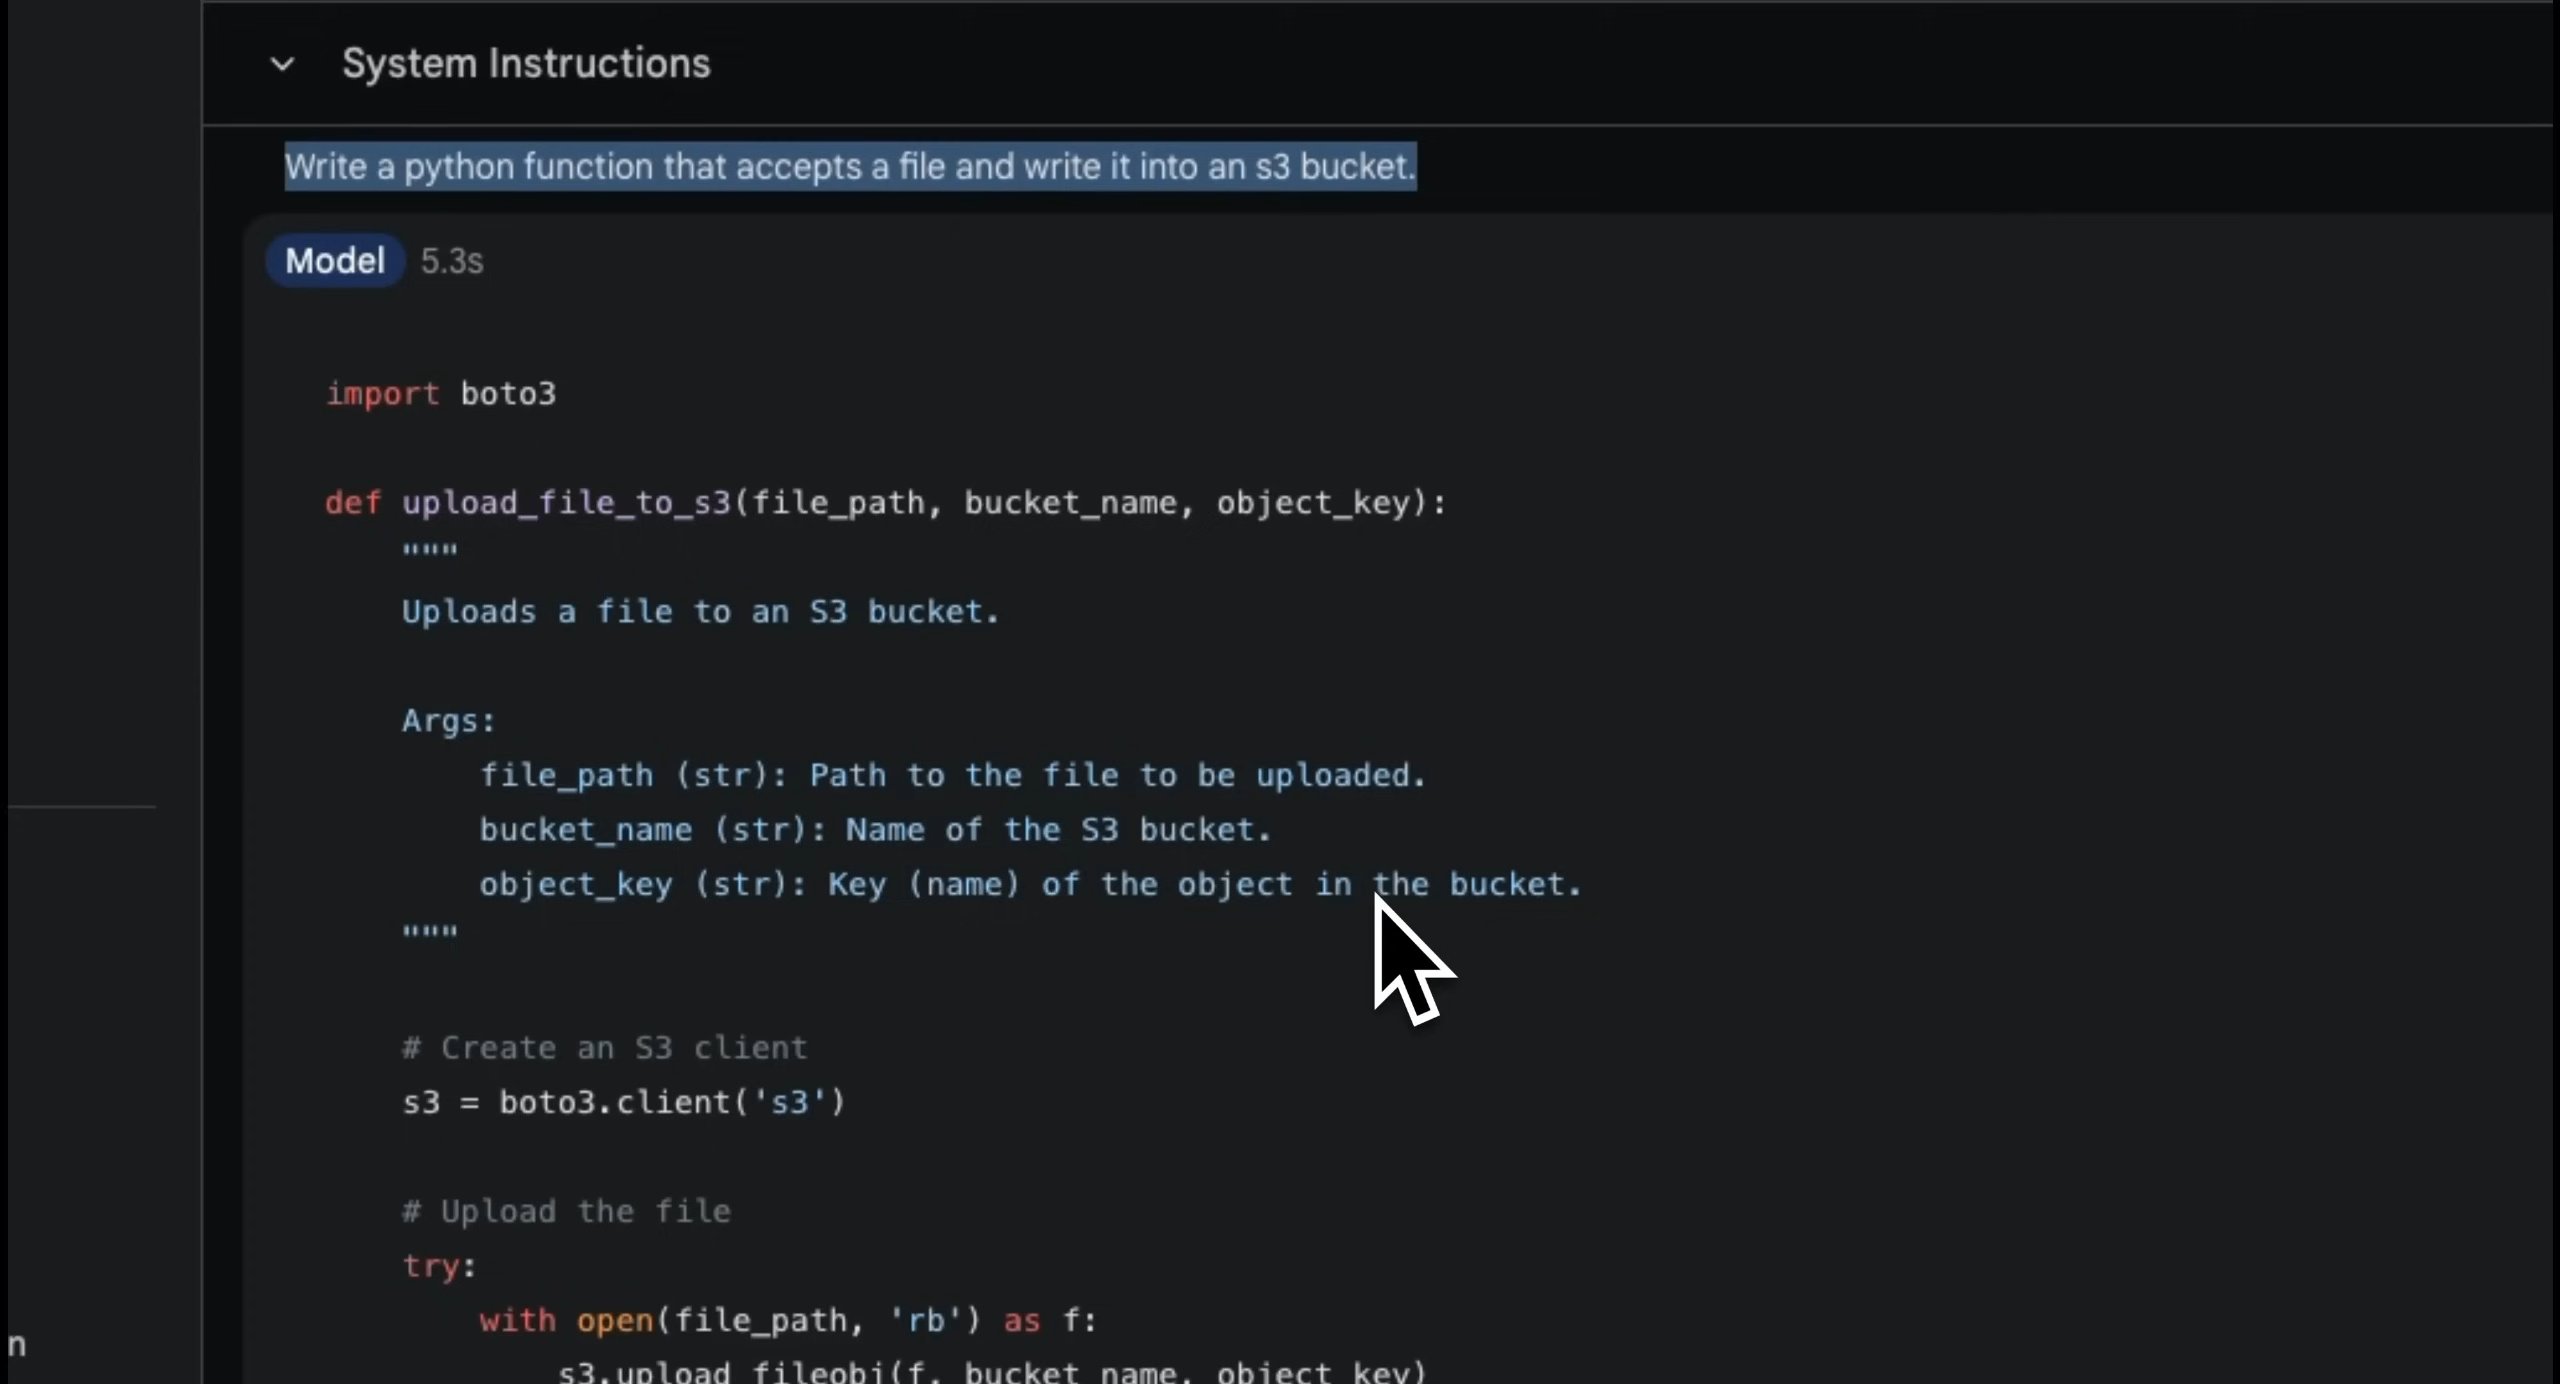 System Instructions
Write a python function that accepts a file and write it into an s3 bucket.
Model 5.3s
import boto3
def upload_file_to_s3(file_path, bucket_name, object_key):
    """
    Uploads a file to an S3 bucket.
    Args:
        file_path (str): Path to the file to be uploaded.
        bucket_name (str): Name of the S3 bucket.
        object_key (str): Key (name) of the object in the bucket.
    """
    # Create an S3 client
    s3 = boto3.client('s3')
    # Upload the file
    try:
        with open(file_path, 'rb') as f:
n
            s3.upload_fileobj(f, bucket_name, object_key)